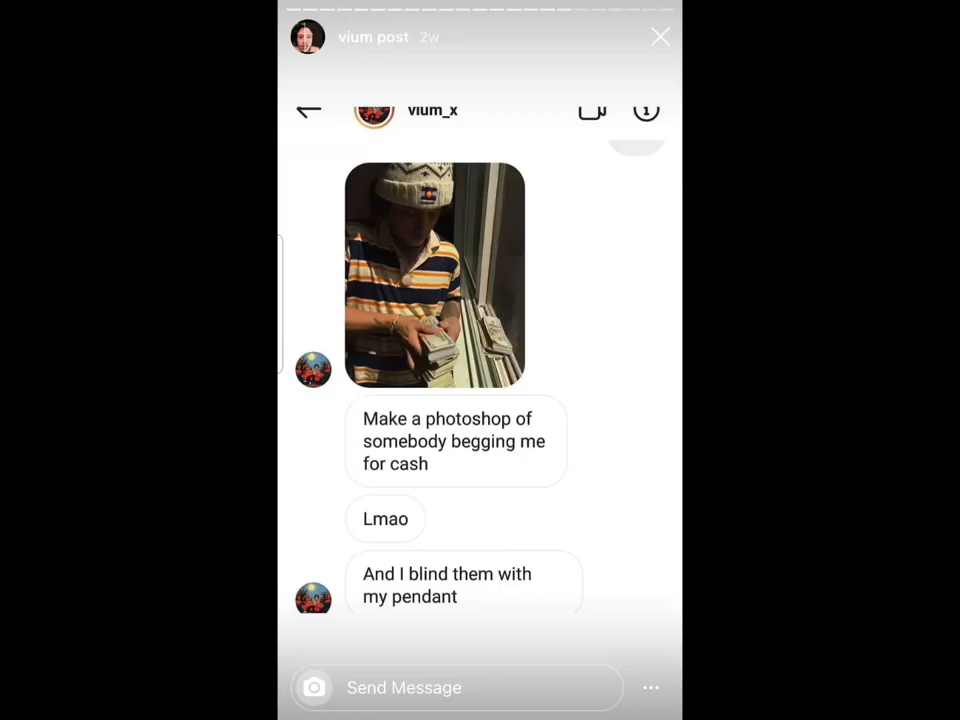 vium post 2w
vium_x
Make a photoshop of
somebody begging me
for cash
Lmao
And I blind them with
my pendant
Send Message